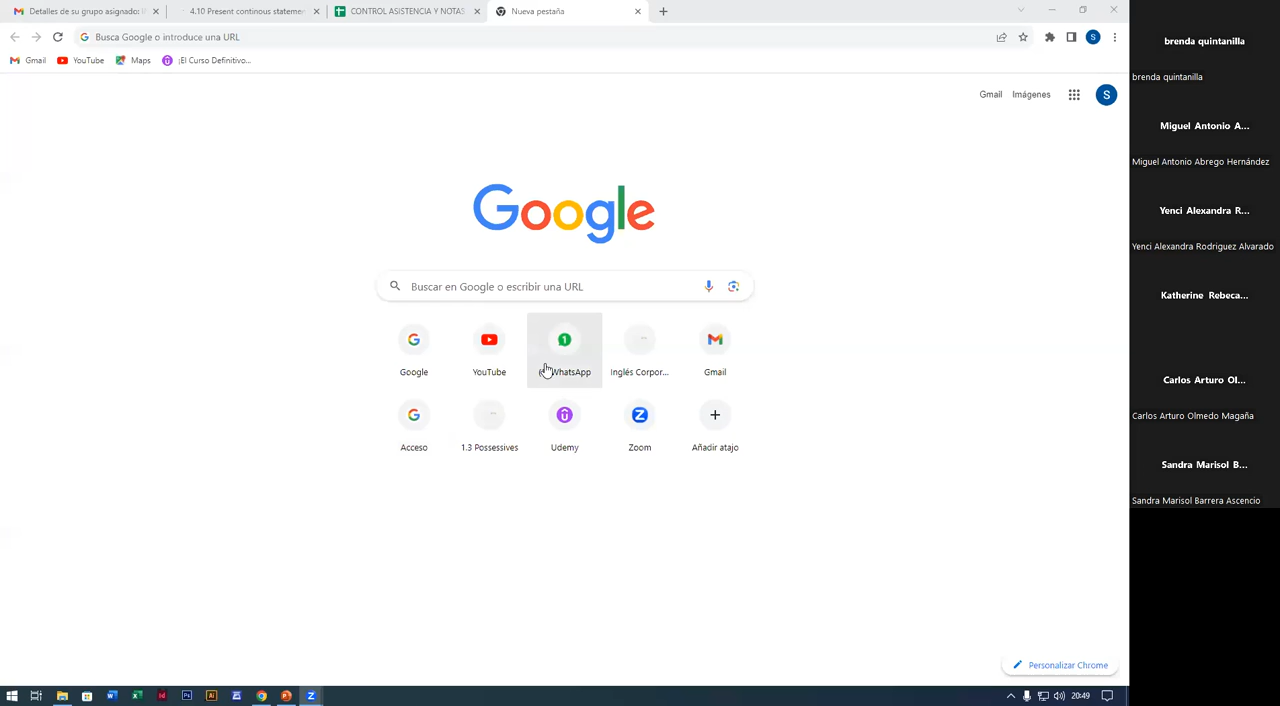 Detalles de su grupo asignado:
4.10 Present continous stateme
CONTROL ASISTENCIA Y NOTAS
Nueva pestaña
Busca Google o introduce una URL
S
Gmail
YouTube
Maps
¡El Curso Definitivo...
Gmail
Imágenes
S
Google
Buscar en Google o escribir una URL
Google
YouTube
WhatsApp
Inglés Corpor...
Gmail
Acceso
1.3 Possessives
Udemy
Zoom
Añadir atajo
Personalizar Chrome
20:49
brenda quintanilla
brenda quintanilla
Miguel Antonio A...
Miguel Antonio Abrego Hernández
Yenci Alexandra R...
Yenci Alexandra Rodriguez Alvarado
Katherine Rebeca...
Carlos Arturo Ol...
Carlos Arturo Olmedo Magaña
Sandra Marisol B...
Sandra Marisol Barrera Ascencio